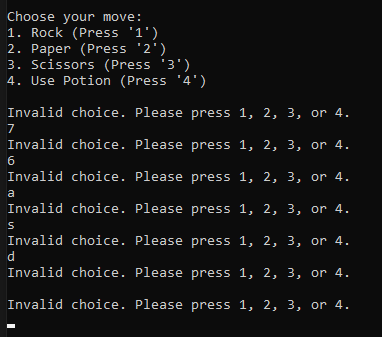 Choose your move:
1. Rock (Press '1')
2. Paper (Press '2')
3. Scissors (Press '3')
4. Use Potion (Press '4')
Invalid choice. Please press 1, 2, 3, or 4.
7
Invalid choice. Please press 1, 2, 3, or 4.
6
Invalid choice. Please press 1, 2, 3, or 4.
a
Invalid choice. Please press 1, 2, 3, or 4.
s
Invalid choice. Please press 1, 2, 3, or 4.
d
Invalid choice. Please press 1, 2, 3, or 4.
Invalid choice. Please press 1, 2, 3, or 4.